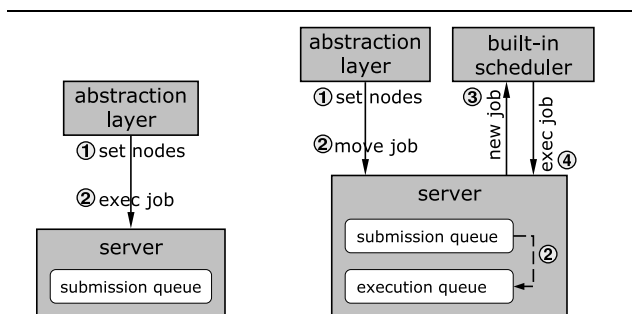 abstraction
layer
① set nodes
② exec job
server
submission queue
abstraction
layer
built-in
scheduler
① set nodes
② move job
③
new job
exec job
④
server
submission queue
②
execution queue